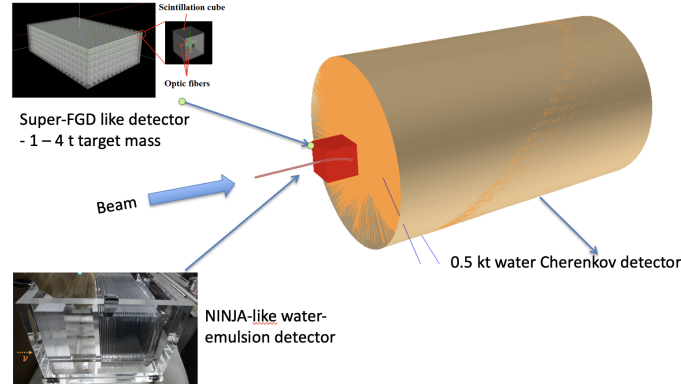 Scintillation cube
Optic fibers
Super-FGD like detector
- 1 – 4 t target mass
Beam
0.5 kt water Cherenkov detector
NINJA-like water-
emulsion detector
ν